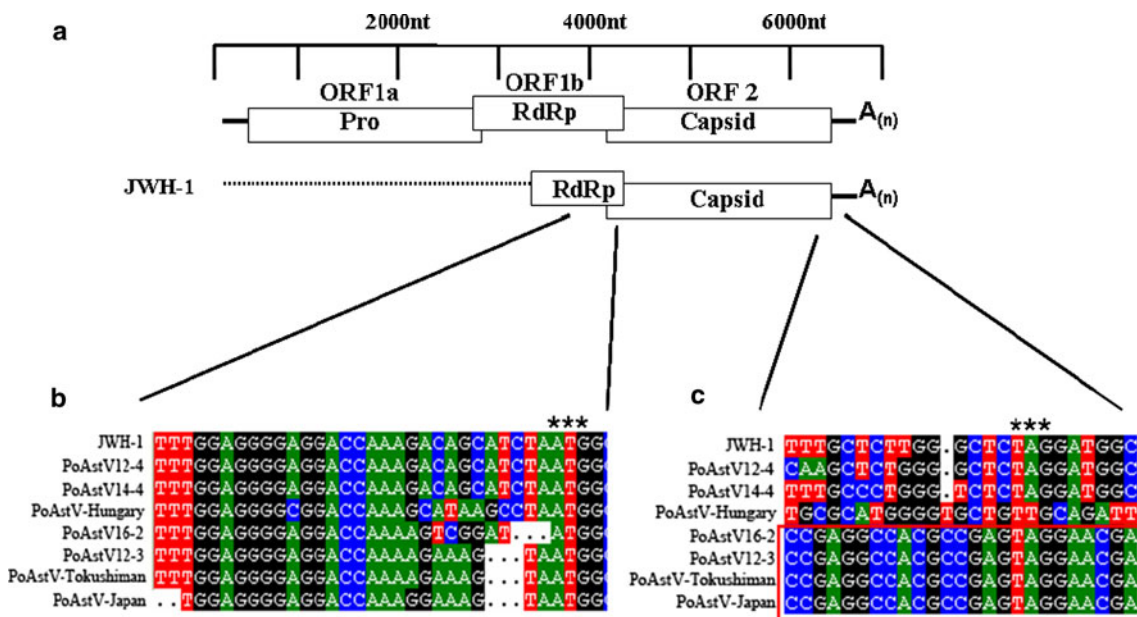 a
2000nt 4000nt 6000nt
ORF1a ORF1b ORF 2
Pro RdRp Capsid A(n)
JWH-1 RdRp Capsid A(n)
b
***
JWH-1 TTTGGAGGGGAGGACCAAAGACAGCATCTAATGG
PoAstV12-4 TTTGGAGGGGAGGACCAAAGACAGCATCTAATGG
PoAstV14-4 TTTGGAGGGGAGGACCAAAGACAGCATCTAATGG
PoAstV-Hungary TTTGGAGGGGCGGACCAAAGCATAAGCCTAATGG
PoAstV16-2 TTTGGAGGGGAGGACCAAAAGTCGGAT...ATGG
PoAstV12-3 TTTGGAGGGGAGGACCAAAAGAAAG...TAATGG
PoAstV-Tokushiman TTTGGAGGGGAGGACCAAAAGAAAG...TAATGG
PoAstV-Japan ..TGGAGGGGAGGACCAAAGGAAAG...TAATGG
c
***
JWH-1 TTTGCTCTTGG.GCTCTAGGATGGC
PoAstV12-4 CAAGCTCTGGG.GCTCTAGGATGGC
PoAstV14-4 TTTGCCCTGGG.TCTCTAGGATGGC
PoAstV-Hungary TGCGCATGGGGTGCTGTTGCAGATT
PoAstV16-2 CCGAGGCCACGCCGAGTAGGAACGA
PoAstV12-3 CCGAGGCCACGCCGAGTAGGAACGA
PoAstV-Tokushiman CCGAGGCCACGCCGAGTAGGAACGA
PoAstV-Japan CCGAGGCCACGCCGAGTAGGAACGA